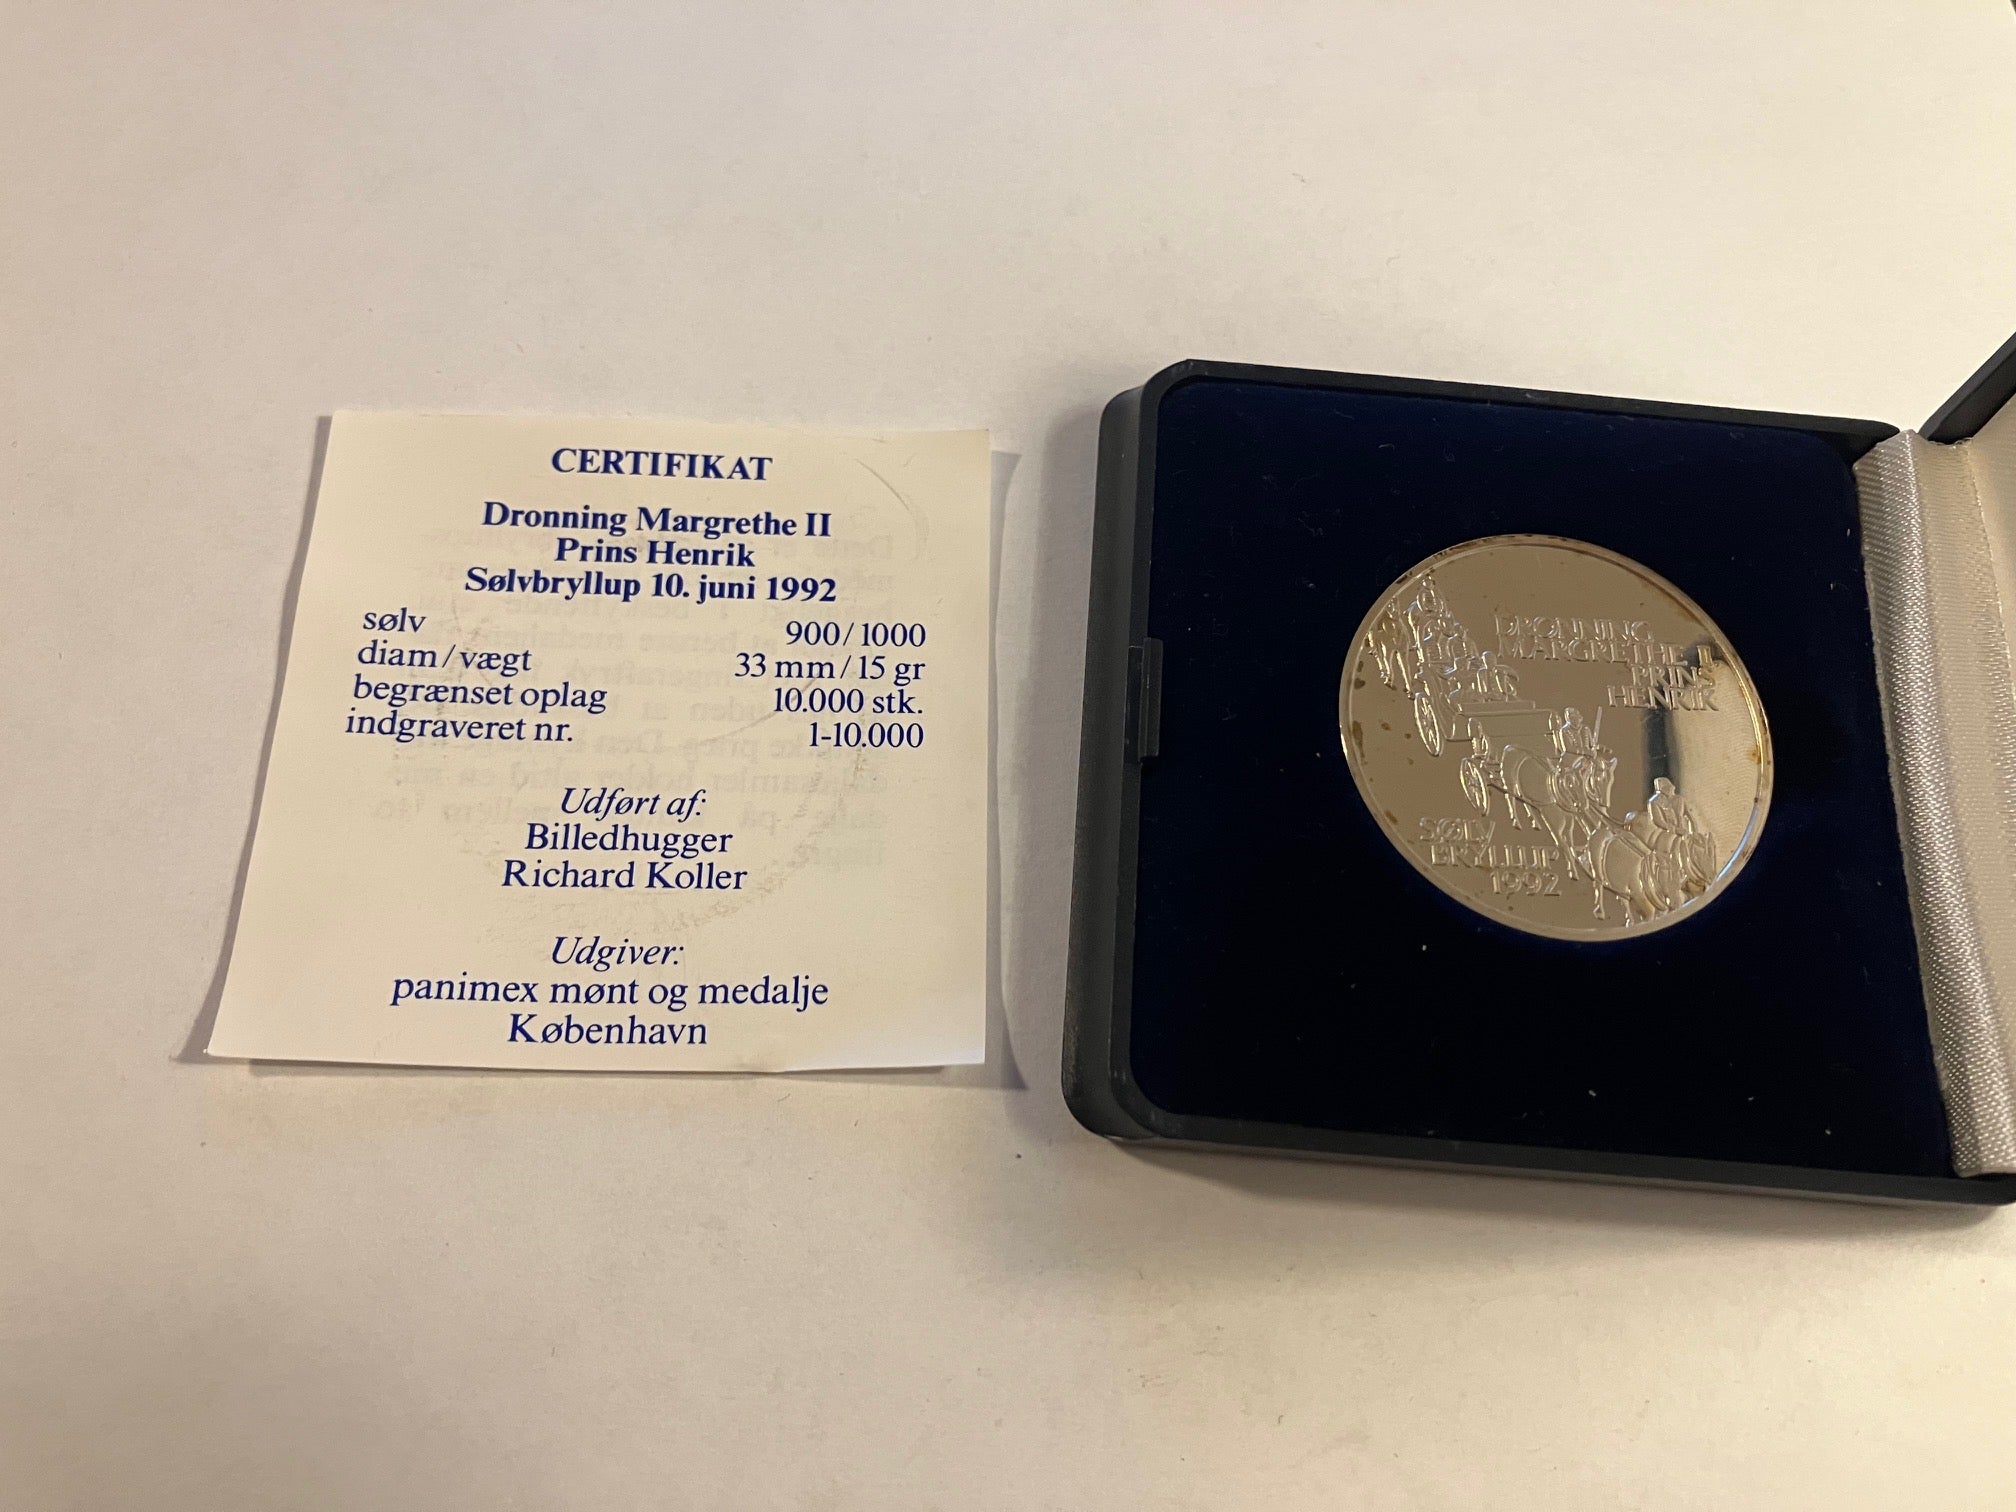 CERTIFIKAT
Dronning Margrethe II
Prins Henrik
Sølvbryllup 10. juni 1992
sølv 900/1000
diam/vægt 33 mm/15 gr
begrænset oplag 10.000 stk.
indgraveret nr. 1-10.000
Udført af:
Billedhugger
Richard Koller
Udgiver:
panimex mønt og medalje
København
DRONNING
MARGRETHE II
PRINS
HENRIK
SØLV
BRYLLUP
1992